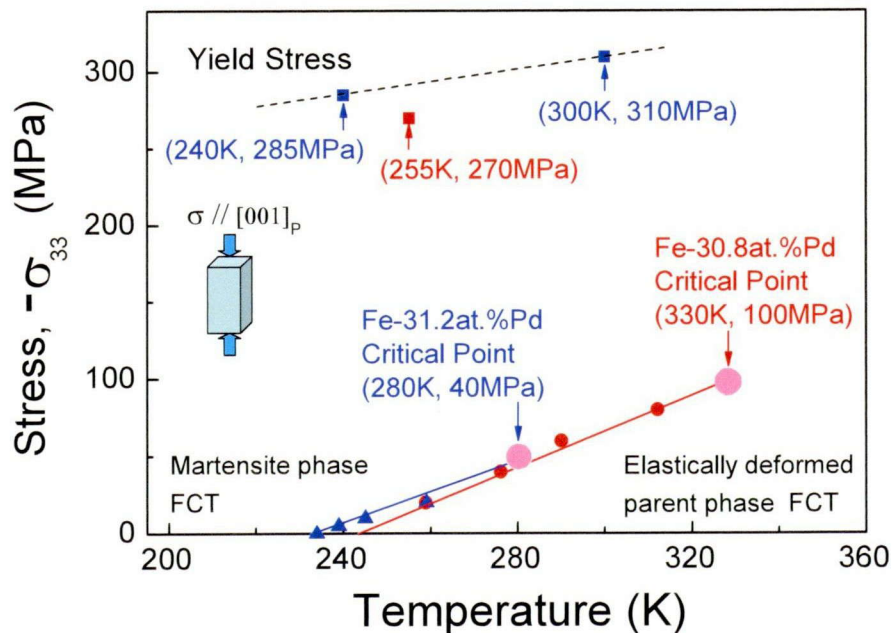 Yield Stress
(240K, 285MPa)
(300K, 310MPa)
(255K, 270MPa)
σ // [001]P
Fe-30.8at.%Pd
Critical Point
(330K, 100MPa)
Fe-31.2at.%Pd
Critical Point
(280K, 40MPa)
Martensite phase
FCT
Elastically deformed
parent phase FCT
300
200
100
0
Stress, -σ33 (MPa)
200
240
280
320
360
Temperature (K)